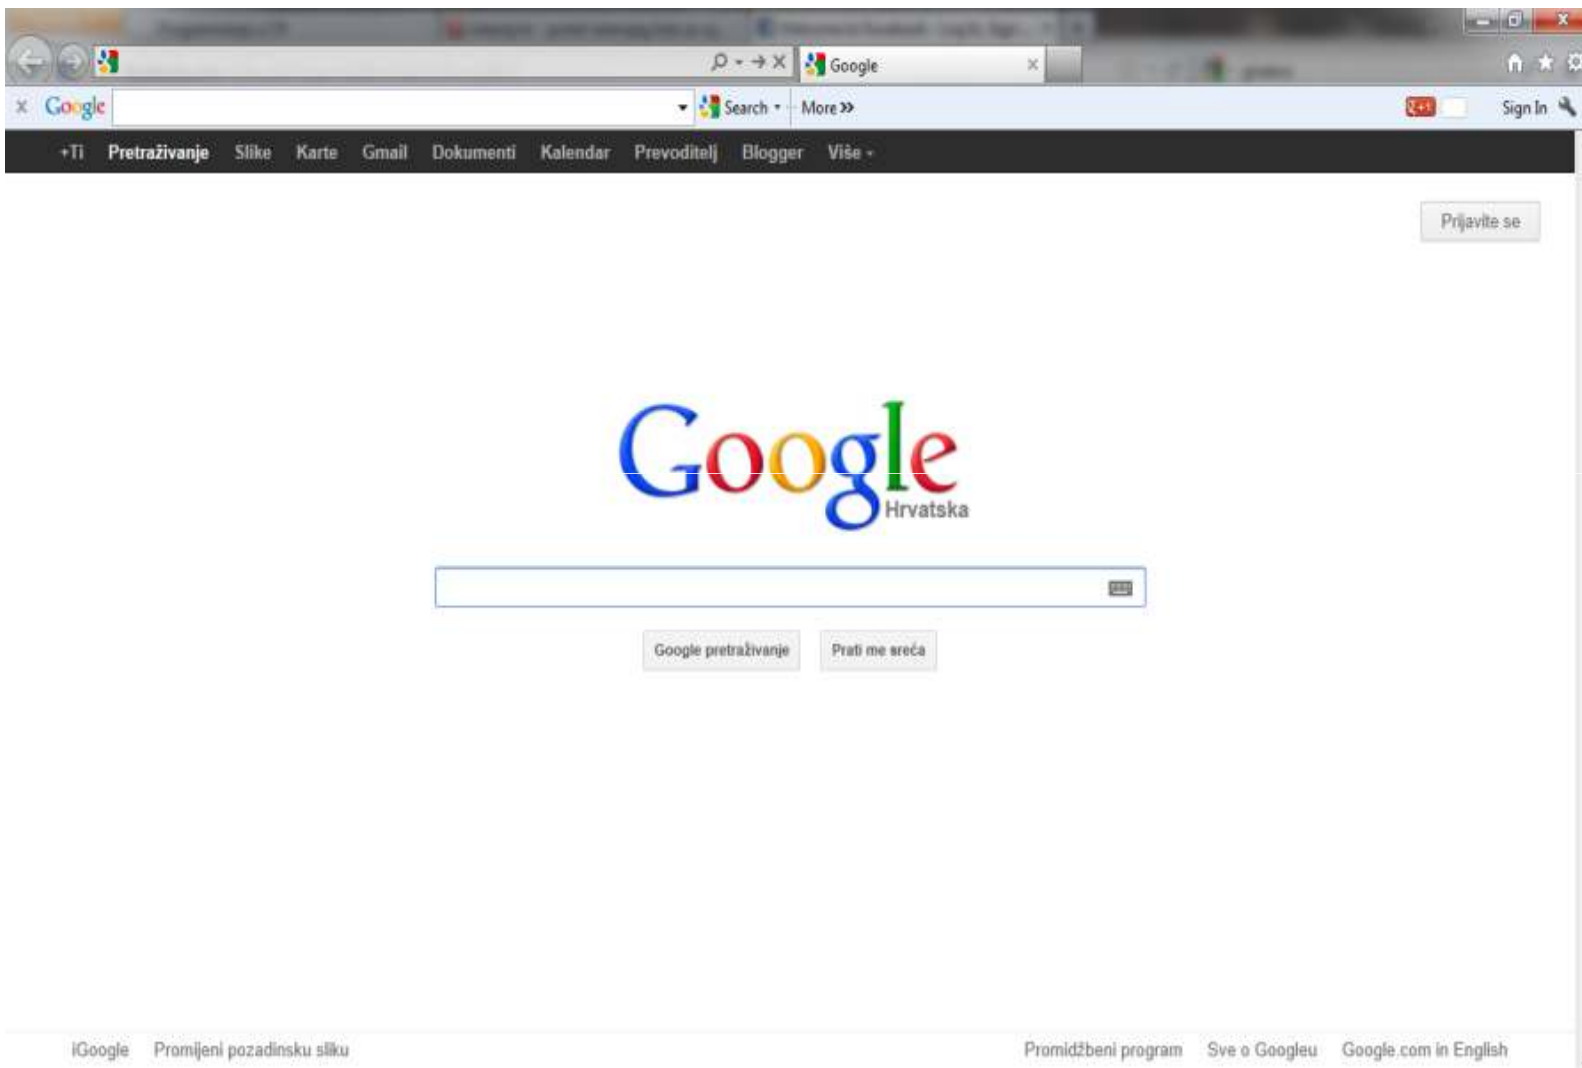 Google
Google Search More »
Sign In
+Ti Pretraživanje Slike Karte Gmail Dokumenti Kalendar Prevoditelj Blogger Više
Prijavite se
Google
Hrvatska
Google pretraživanje Prati me sreća
iGoogle Promijeni pozadinsku sliku Promidžbeni program Sve o Googleu Google.com in English